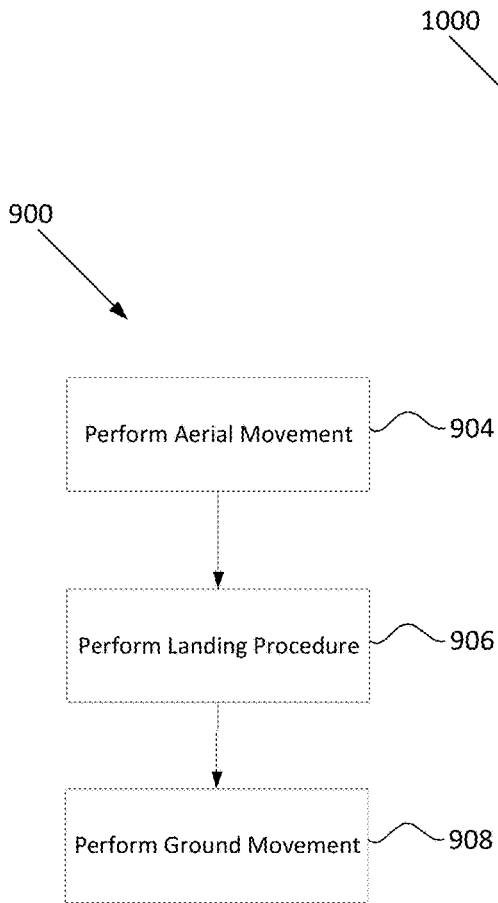 1000
900
Perform Aerial Movement
904
Perform Landing Procedure
906
Perform Ground Movement
908